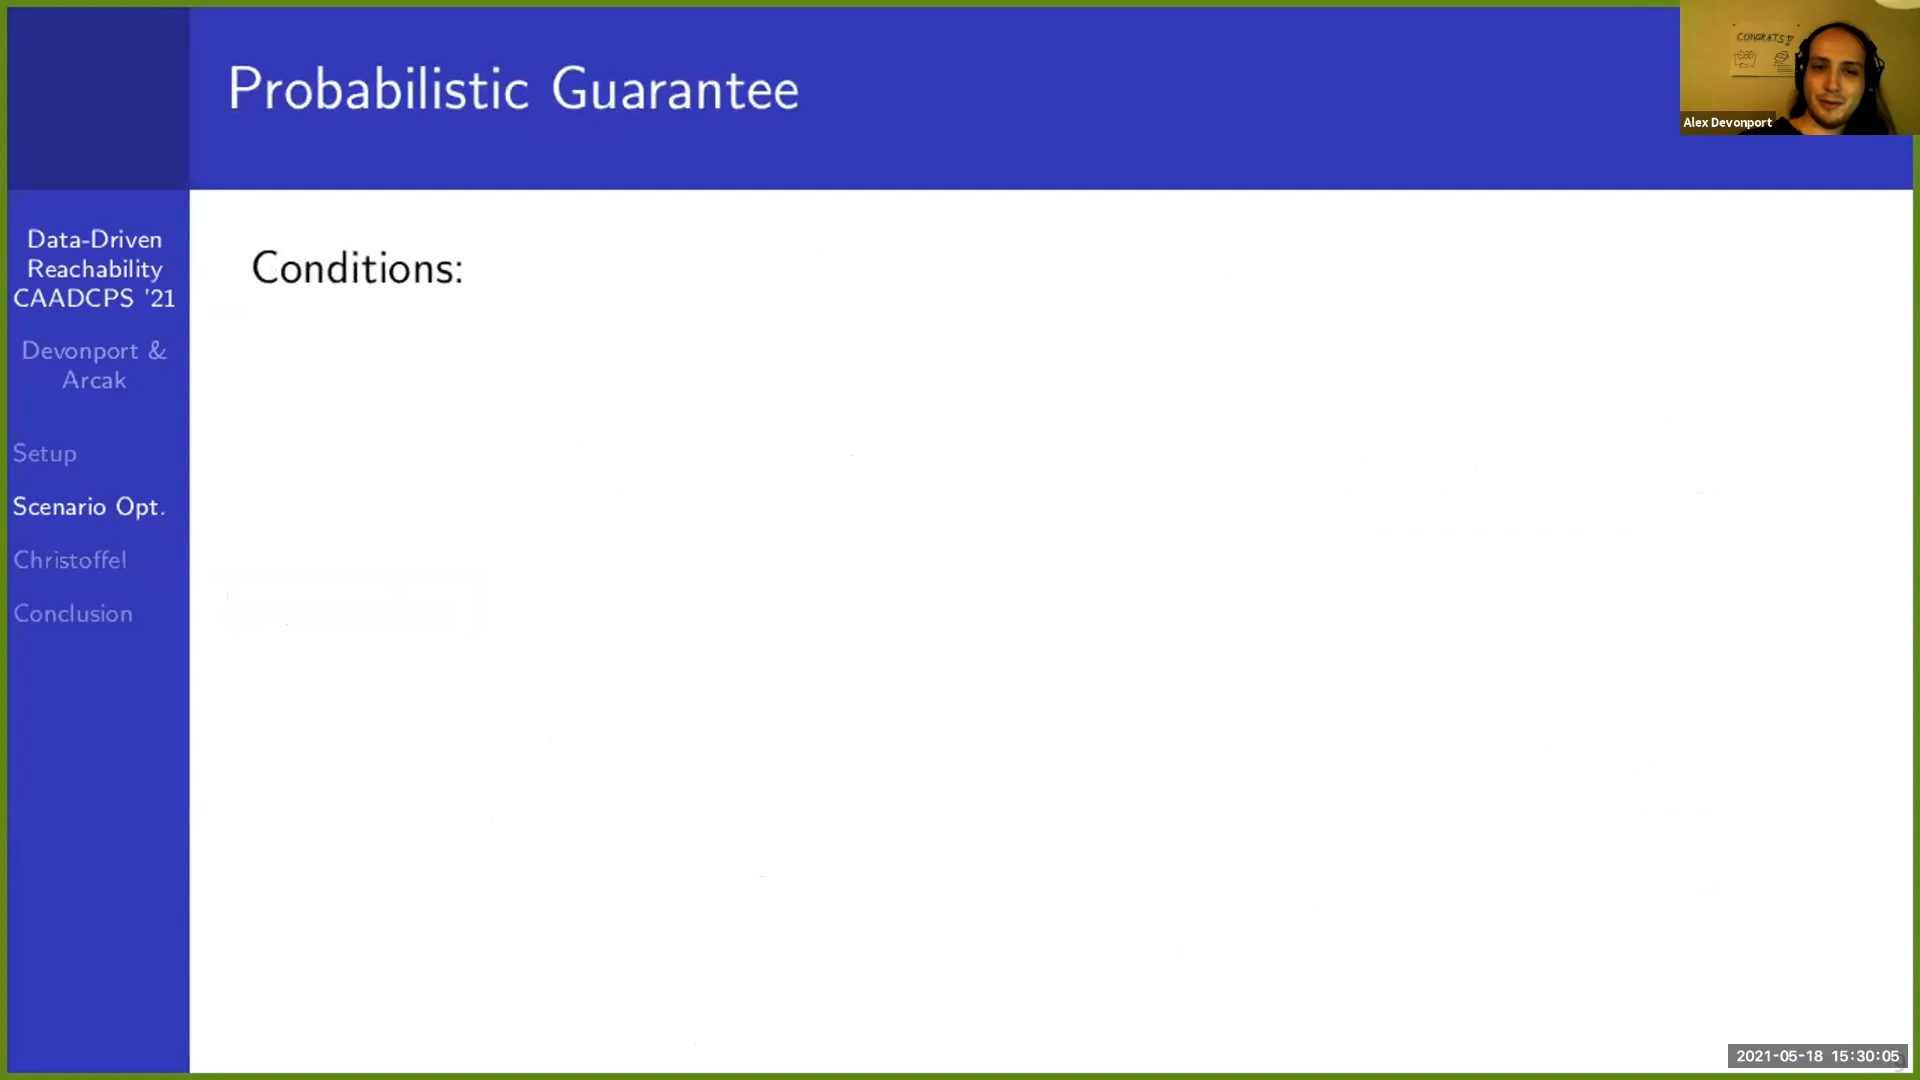 Probabilistic Guarantee
CONGRATS!
Alex Devonport
Data-Driven
Reachability
CAADCPS '21
Devonport &
Arcak
Setup
Scenario Opt.
Christoffel
Conclusion
Conditions:
2021-05-18 15:30:05